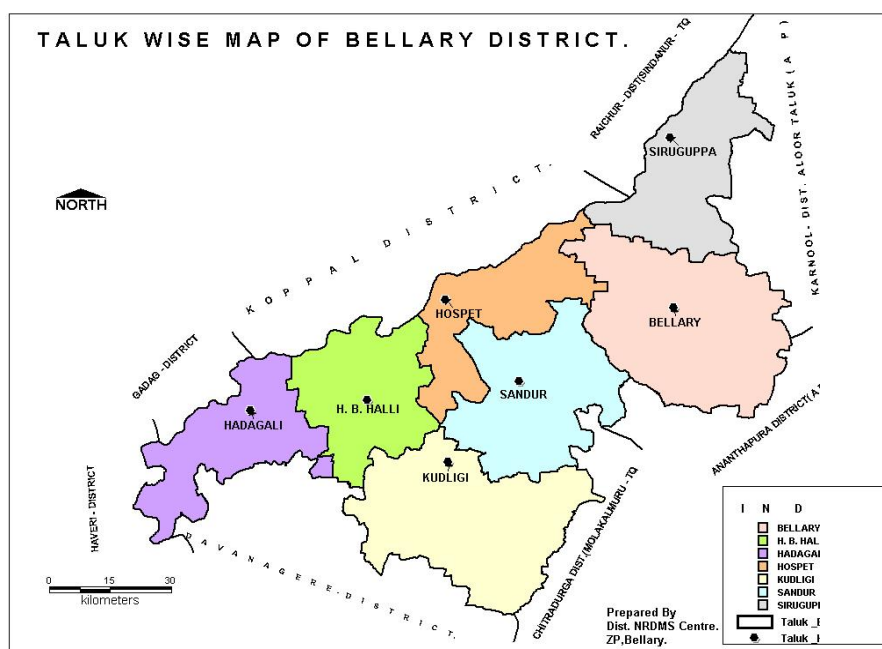 TALUK WISE MAP OF BELLARY DISTRICT.
RAICHUR - DIST(SINDANUR - TQ
KARNOOL- DIST. ALOOR TALUK ( A P)
SIRUGUPPA
NORTH
KOPPAL DISTRICT.
HOSPET
BELLARY
GADAG - DISTRICT
H. B. HALLI
SANDUR
HADAGALI
ANANTHAPURA DISTRICT( A
KUDLIGI
HAVERI - DISTRICT
DAVANAGERE. DISTRICT.
CHITRADURGA DIST.(MOLAKALMURU - TQ
0 15 30
kilometers
Prepared By
Dist. NRDMS Centre.
ZP,Bellary.
I N D
BELLARY
H. B. HAL
HADAGAI
HOSPET
KUDLIGI
SANDUR
SIRUGUPI
Taluk _E
Taluk _H